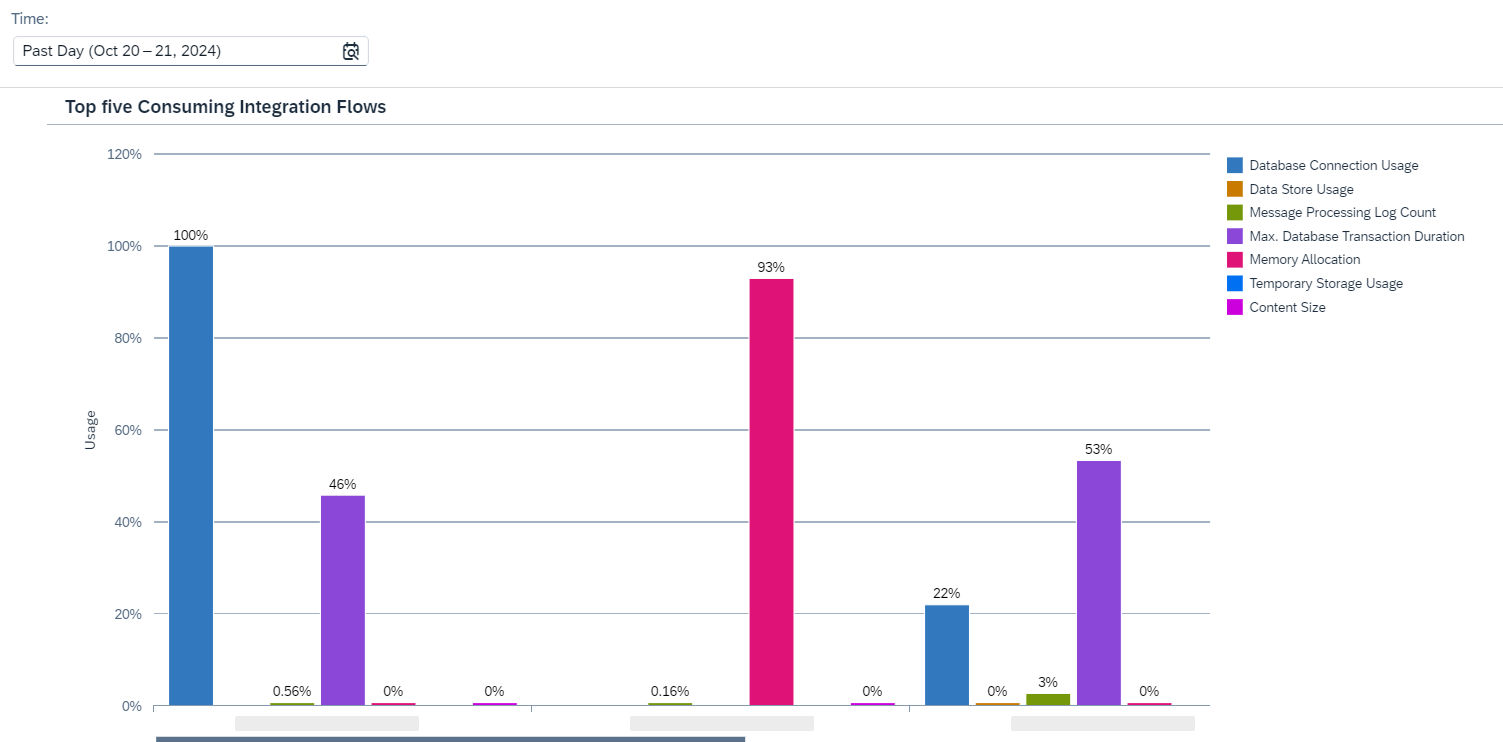 Time:
Past Day (Oct 20 – 21, 2024)
Top five Consuming Integration Flows
120%
100%
80%
60%
40%
20%
0%
Usage
100%
0.56%
46%
0%
0%
0.16%
93%
0%
22%
0%
3%
53%
0%
Database Connection Usage
Data Store Usage
Message Processing Log Count
Max. Database Transaction Duration
Memory Allocation
Temporary Storage Usage
Content Size